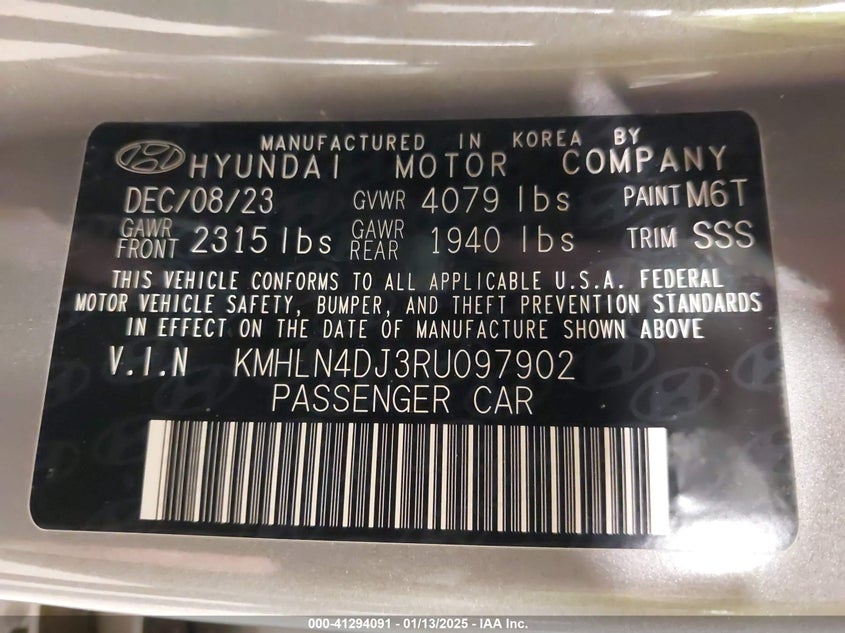 MANUFACTURED IN KOREA BY
HYUNDAI MOTOR COMPANY
DEC/08/23 GVWR 4079 lbs PAINT M6T
GAWR FRONT 2315 lbs GAWR REAR 1940 lbs TRIM SSS
THIS VEHICLE CONFORMS TO ALL APPLICABLE U.S.A. FEDERAL
MOTOR VEHICLE SAFETY, BUMPER, AND THEFT PREVENTION STANDARDS
IN EFFECT ON THE DATE OF MANUFACTURE SHOWN ABOVE
V.I.N KMHLN4DJ3RU097902
PASSENGER CAR
000-41294091 - 01/13/2025 - IAA Inc.